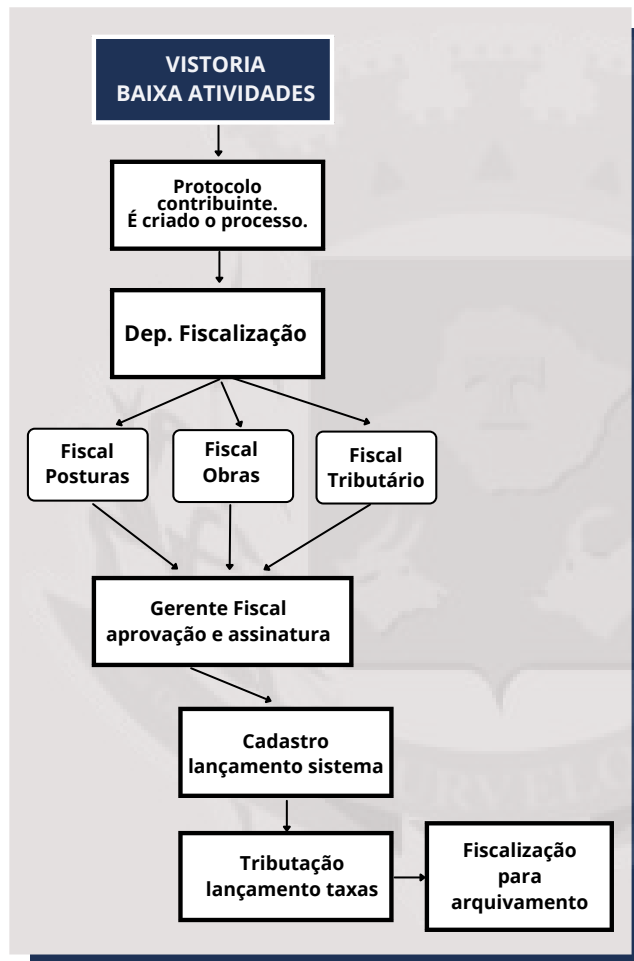 VISTORIA
BAIXA ATIVIDADES
Protocolo
contribuinte.
É criado o processo.
Dep. Fiscalização
Fiscal
Posturas
Fiscal
Obras
Fiscal
Tributário
Gerente Fiscal
aprovação e assinatura
Cadastro
lançamento sistema
Tributação
lançamento taxas
Fiscalização
para
arquivamento